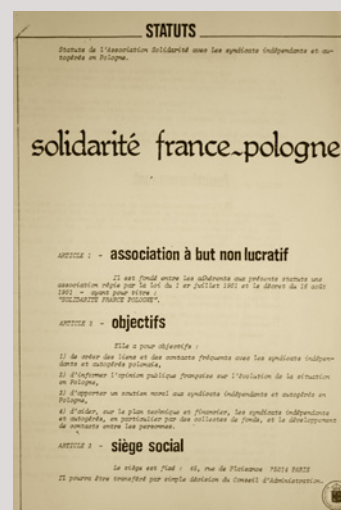 STATUTS
Statuts de l'Association Solidarité avec les syndicats indépendants et au-
togérés en Pologne.
solidarité france-pologne
ARTICLE 1 - association à but non lucratif
Il est fondé entre les adhérents aux présents statuts une
association régie par la loi du 1 er juillet 1901 et le décret du 16 août
1901 - ayant pour titre :
"SOLIDARITE FRANCE POLOGNE".
ARTICLE 2 - objectifs
Elle a pour objectifs :
1) de créer des liens et des contacts fréquents avec les syndicats indépen-
dants et autogérés polonais,
2) d'informer l'opinion publique française sur l'évolution de la situation
en Pologne,
3) d'apporter un soutien moral aux syndicats indépendants et autogérés en
Pologne,
4) d'aider, sur le plan technique et financier, les syndicats indépendants
et autogérés, en particulier par des collectes de fonds, et le développement
de contacts entre les personnes.
ARTICLE 3 - siège social
Le siège est fixé : 65, rue de Plaisance 75014 PARIS
Il pourra être transféré par simple décision du Conseil d'Administration.